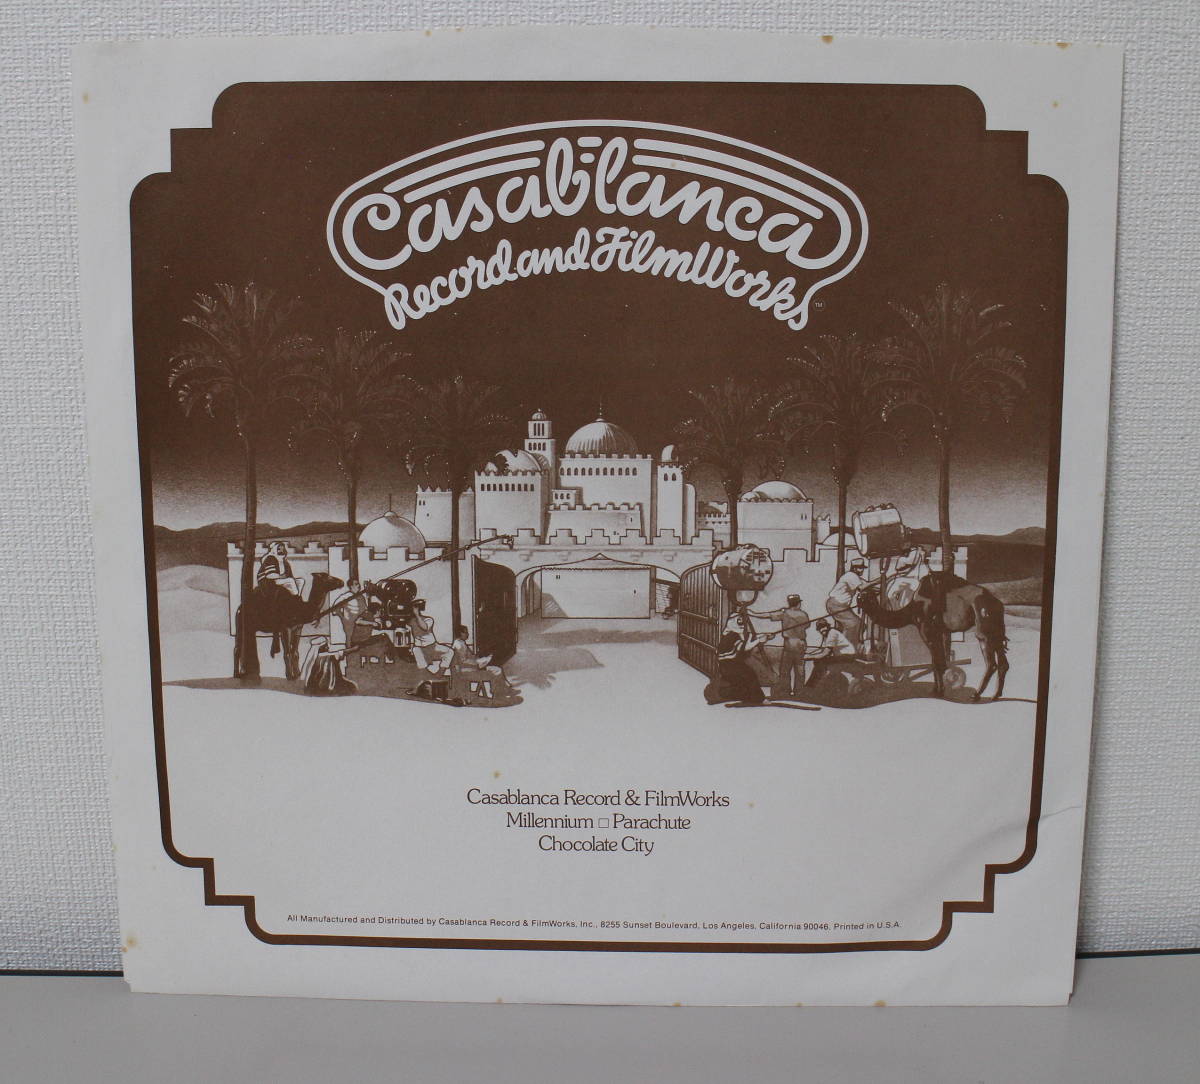 Casablanca
Record and FilmWorks
TM
Casablanca Record & FilmWorks
Millennium □ Parachute
Chocolate City
All Manufactured and Distributed by Casablanca Record & FilmWorks, Inc., 8255 Sunset Boulevard, Los Angeles, California 90046. Printed in U.S.A.